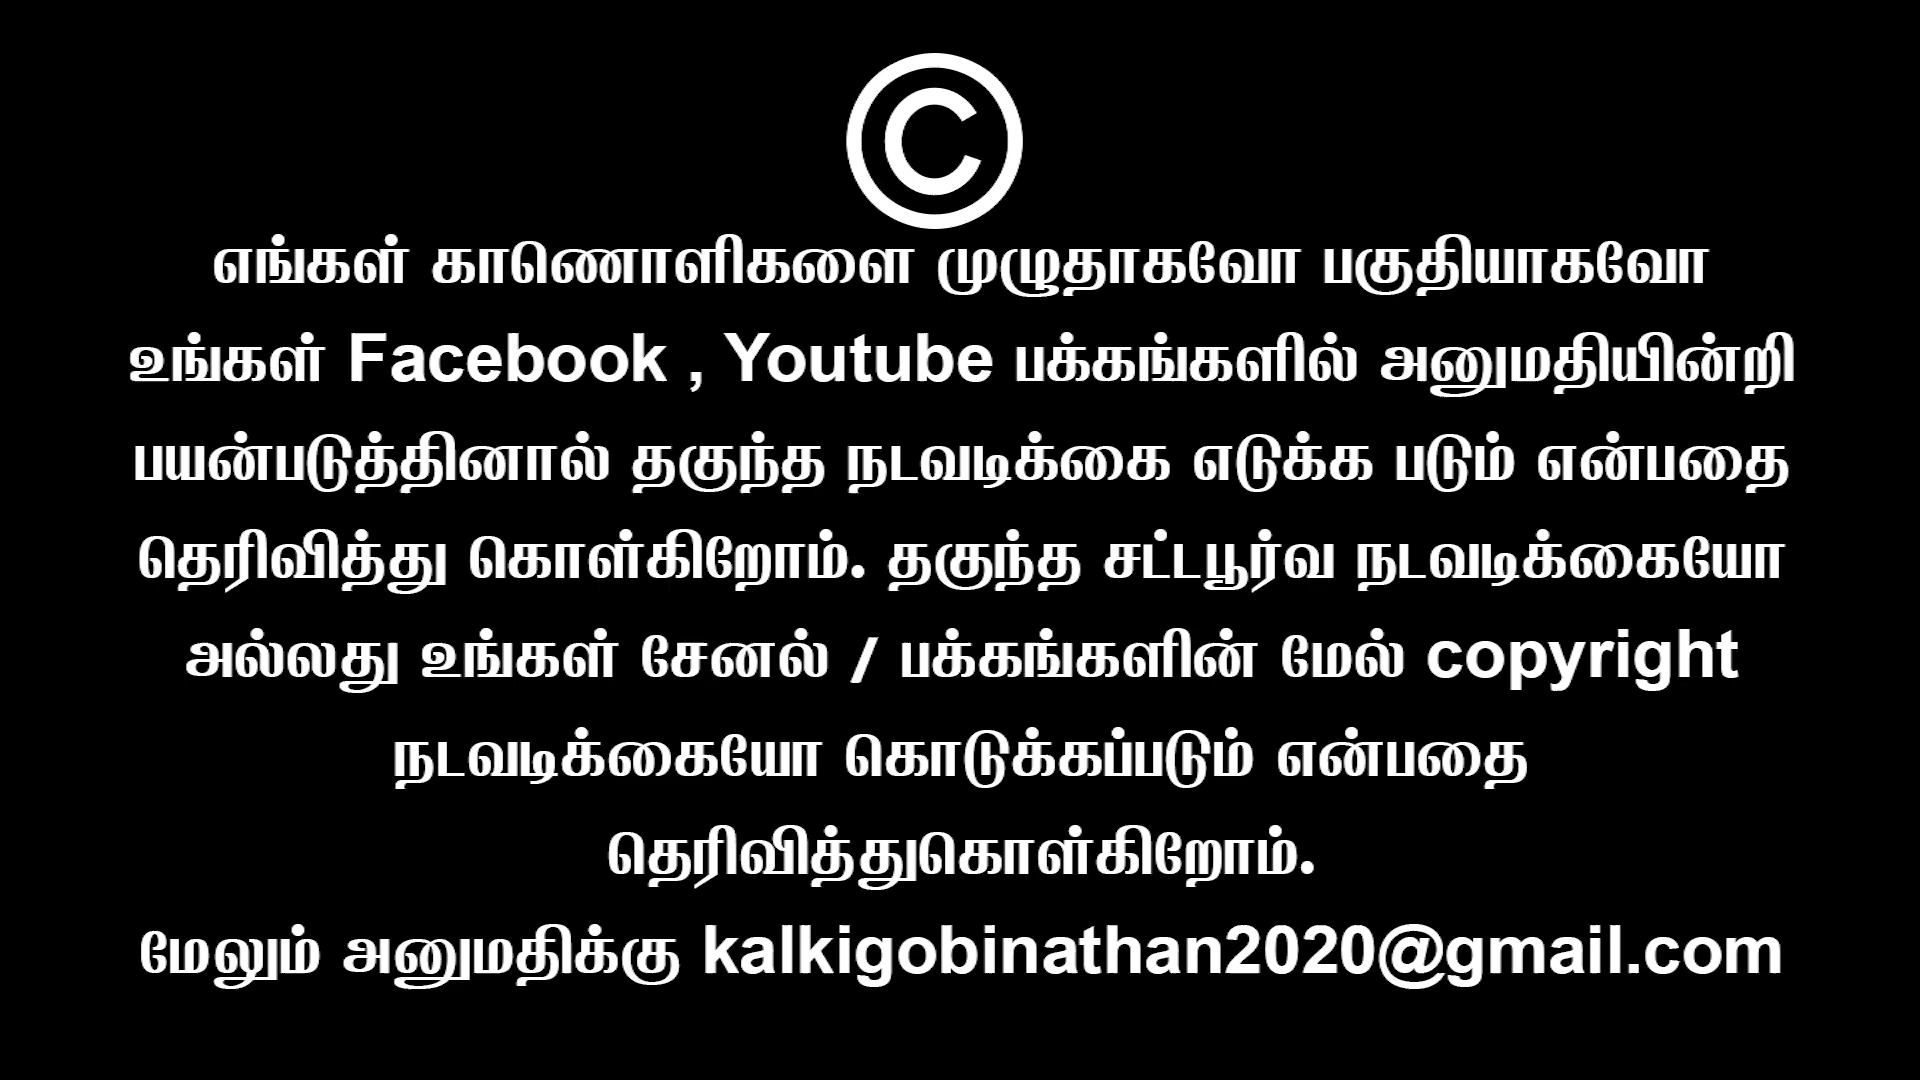 ©
எங்கள் காணொளிகளை முழுதாகவோ பகுதியாகவோ
உங்கள் Facebook , Youtube பக்கங்களில் அனுமதியின்றி
பயன்படுத்தினால் தகுந்த நடவடிக்கை எடுக்க படும் என்பதை
தெரிவித்து கொள்கிறோம். தகுந்த சட்டபூர்வ நடவடிக்கையோ
அல்லது உங்கள் சேனல் / பக்கங்களின் மேல் copyright
நடவடிக்கையோ கொடுக்கப்படும் என்பதை
தெரிவித்துகொள்கிறோம்.
மேலும் அனுமதிக்கு kalkigobinathan2020@gmail.com